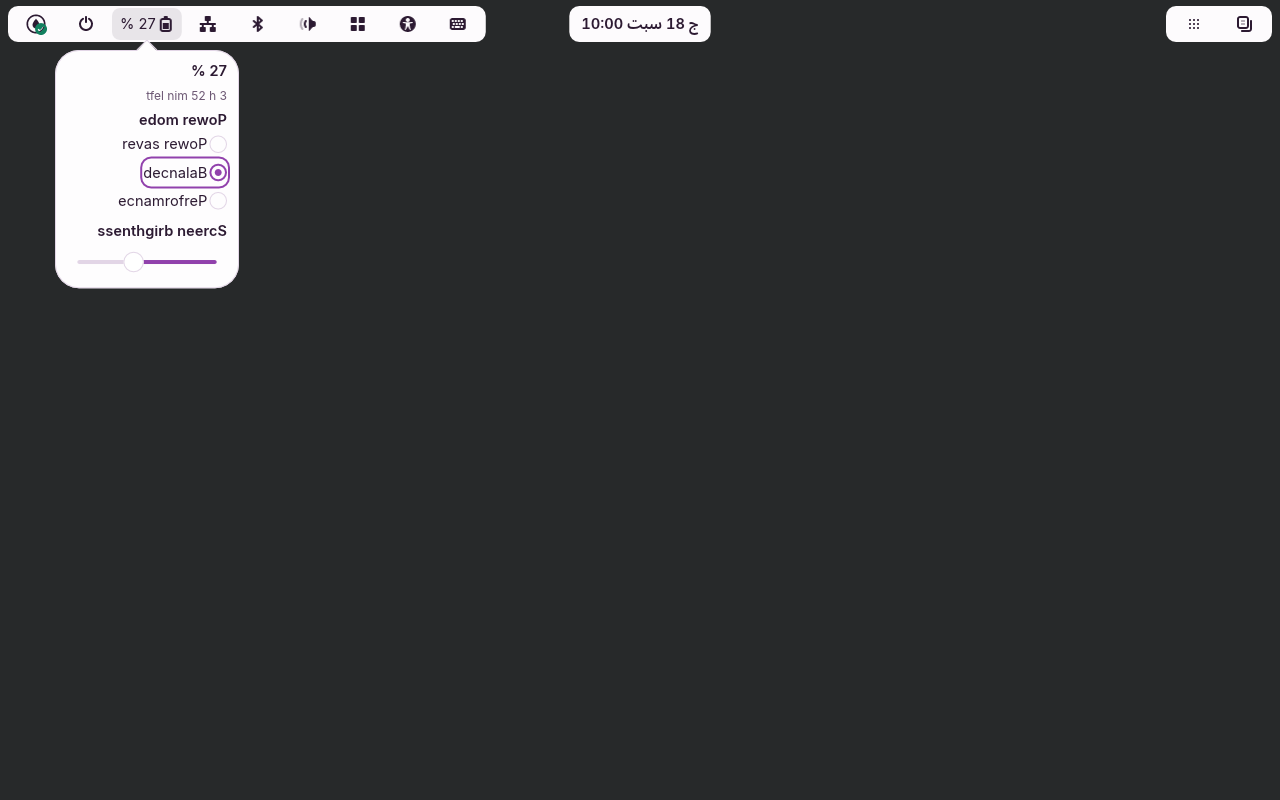 % 27
ج 18 سبت 10:00
% 27
tfel nim 52 h 3
edom rewoP
revas rewoP
decnalaB
ecnamrofreP
ssenthgirb neercS